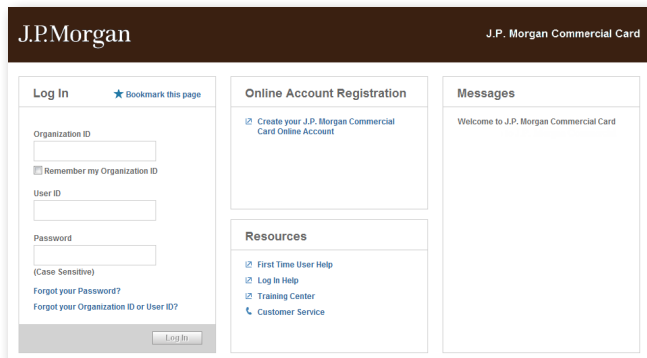 J.P.Morgan
J.P. Morgan Commercial Card
Log In
Bookmark this page
Organization ID
Remember my Organization ID
User ID
Password
(Case Sensitive)
Forgot your Password?
Forgot your Organization ID or User ID?
Log In
Online Account Registration
Create your J.P. Morgan Commercial
Card Online Account
Resources
First Time User Help
Log In Help
Training Center
Customer Service
Messages
Welcome to J.P. Morgan Commercial Card